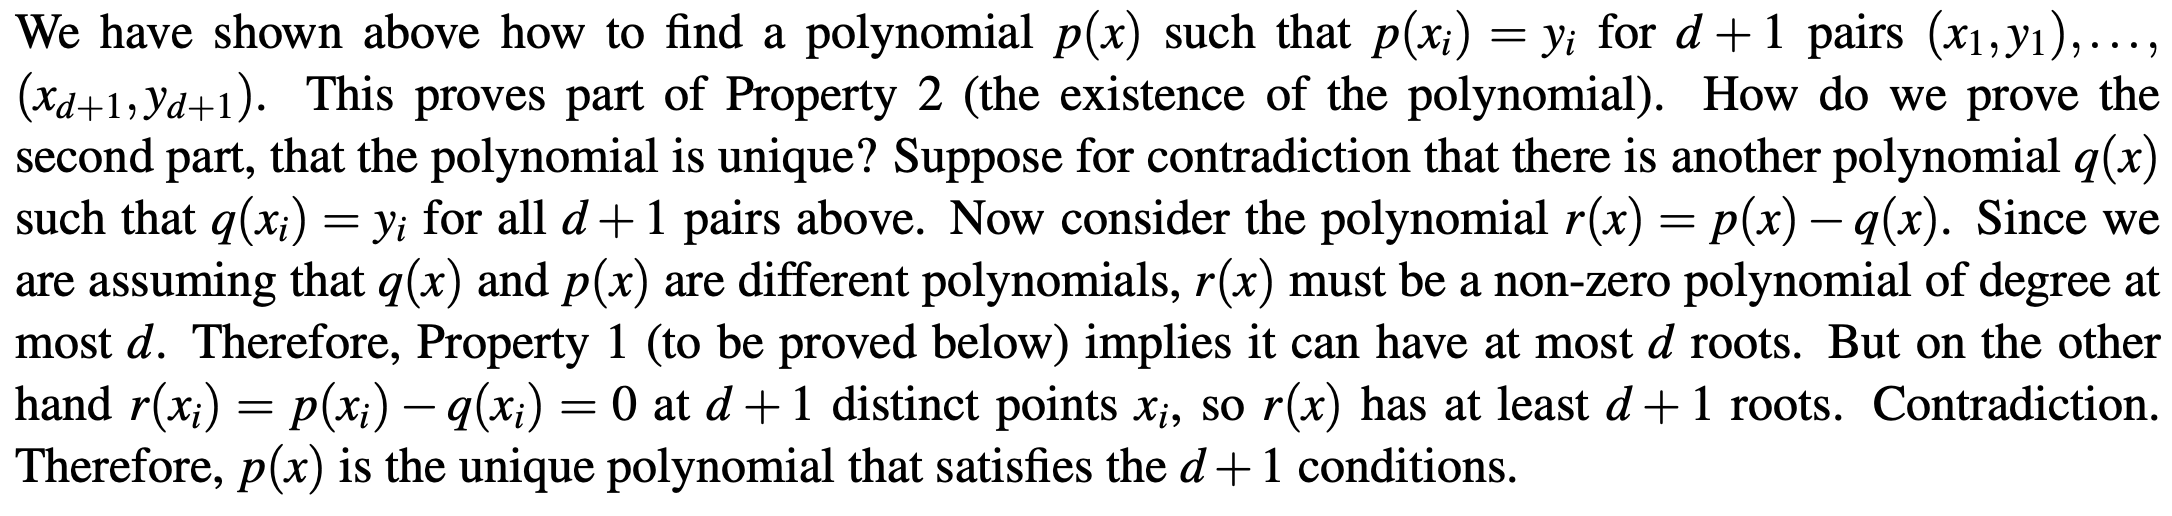 We have shown above how to find a polynomial p(x) such that p(x_i) = y_i for d + 1 pairs (x_1, y_1), . . . ,
(x_{d+1}, y_{d+1}). This proves part of Property 2 (the existence of the polynomial). How do we prove the
second part, that the polynomial is unique? Suppose for contradiction that there is another polynomial q(x)
such that q(x_i) = y_i for all d + 1 pairs above. Now consider the polynomial r(x) = p(x) − q(x). Since we
are assuming that q(x) and p(x) are different polynomials, r(x) must be a non-zero polynomial of degree at
most d. Therefore, Property 1 (to be proved below) implies it can have at most d roots. But on the other
hand r(x_i) = p(x_i) − q(x_i) = 0 at d + 1 distinct points x_i, so r(x) has at least d + 1 roots. Contradiction.
Therefore, p(x) is the unique polynomial that satisfies the d + 1 conditions.